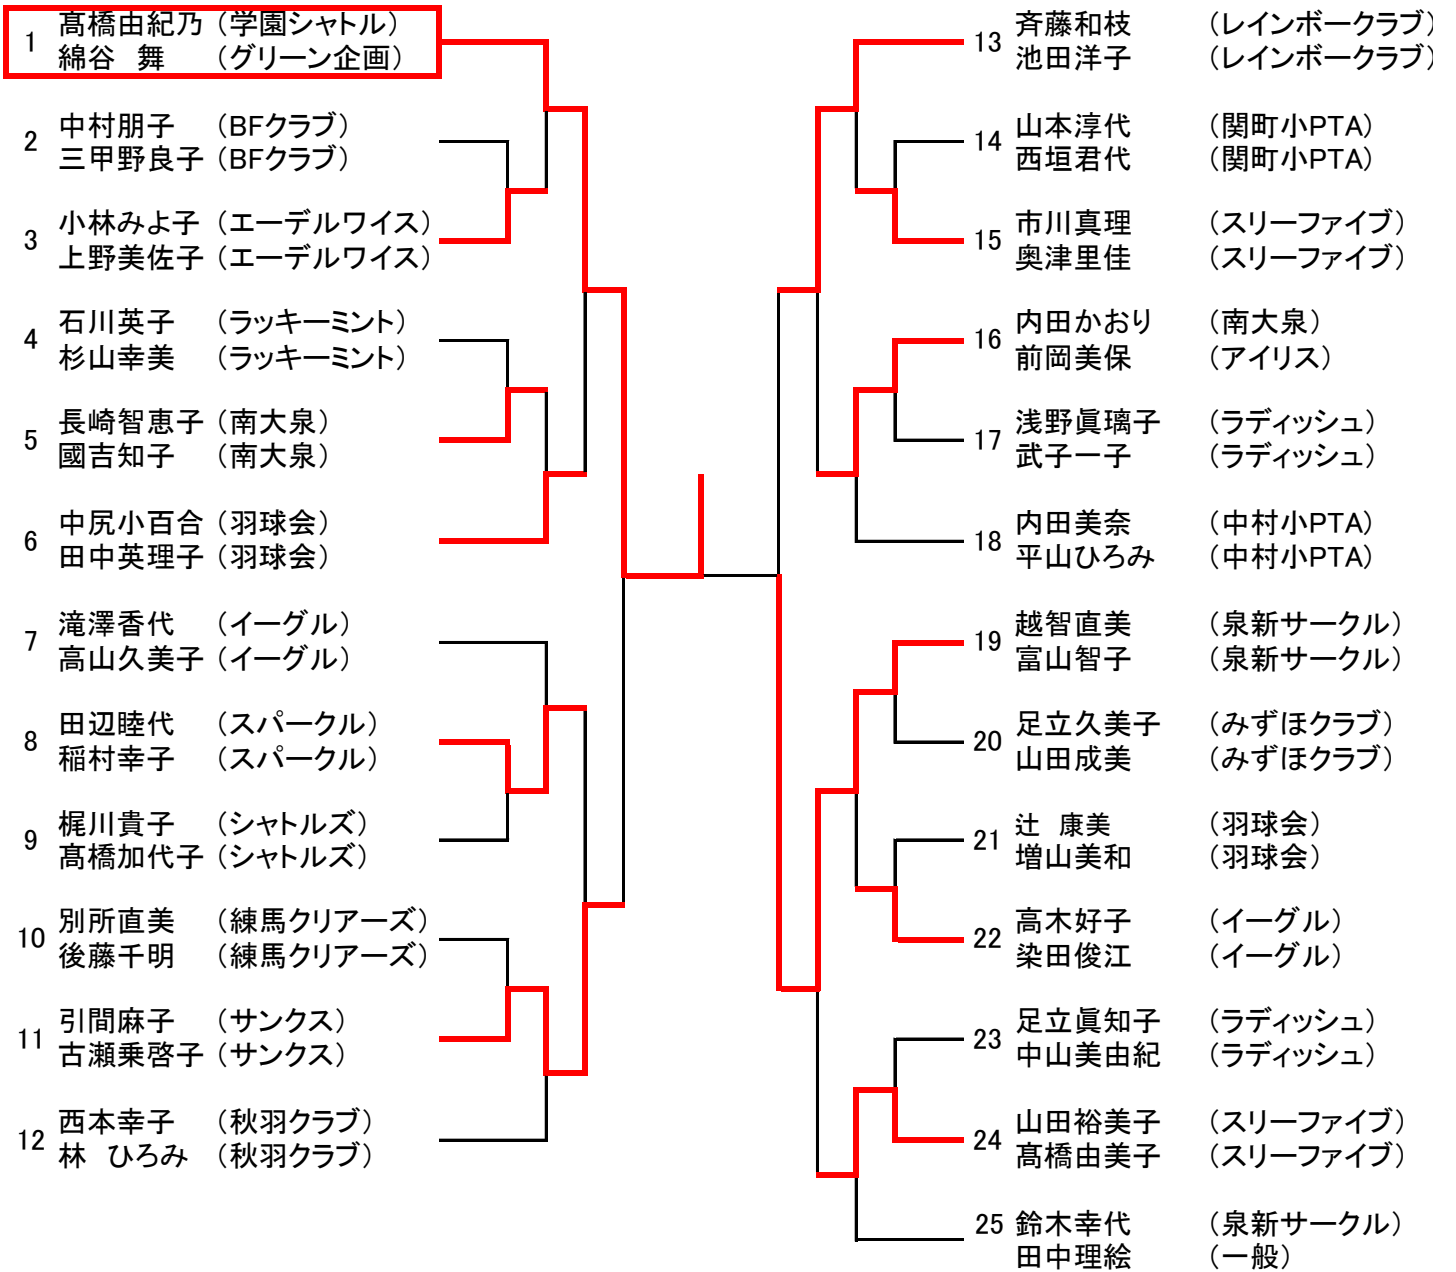 1 髙橋由紀乃 （学園シャトル）
綿谷　舞 （グリーン企画）
2 中村朋子 （BFクラブ）
三甲野良子 （BFクラブ）
3 小林みよ子 （エーデルワイス）
上野美佐子 （エーデルワイス）
4 石川英子 （ラッキーミント）
杉山幸美 （ラッキーミント）
5 長崎智恵子 （南大泉）
國吉知子 （南大泉）
6 中尻小百合 （羽球会）
田中英理子 （羽球会）
7 滝澤香代 （イーグル）
高山久美子 （イーグル）
8 田辺睦代 （スパークル）
稲村幸子 （スパークル）
9 梶川貴子 （シャトルズ）
髙橋加代子 （シャトルズ）
10 別所直美 （練馬クリアーズ）
後藤千明 （練馬クリアーズ）
11 引間麻子 （サンクス）
古瀬乗啓子 （サンクス）
12 西本幸子 （秋羽クラブ）
林　ひろみ （秋羽クラブ）
13 斉藤和枝 （レインボークラブ）
池田洋子 （レインボークラブ）
14 山本淳代 （関町小PTA）
西垣君代 （関町小PTA）
15 市川真理 （スリーファイブ）
奥津里佳 （スリーファイブ）
16 内田かおり （南大泉）
前岡美保 （アイリス）
17 浅野眞璃子 （ラディッシュ）
武子一子 （ラディッシュ）
18 内田美奈 （中村小PTA）
平山ひろみ （中村小PTA）
19 越智直美 （泉新サークル）
富山智子 （泉新サークル）
20 足立久美子 （みずほクラブ）
山田成美 （みずほクラブ）
21 辻　康美 （羽球会）
増山美和 （羽球会）
22 高木好子 （イーグル）
染田俊江 （イーグル）
23 足立眞知子 （ラディッシュ）
中山美由紀 （ラディッシュ）
24 山田裕美子 （スリーファイブ）
髙橋由美子 （スリーファイブ）
25 鈴木幸代 （泉新サークル）
田中理絵 （一般）